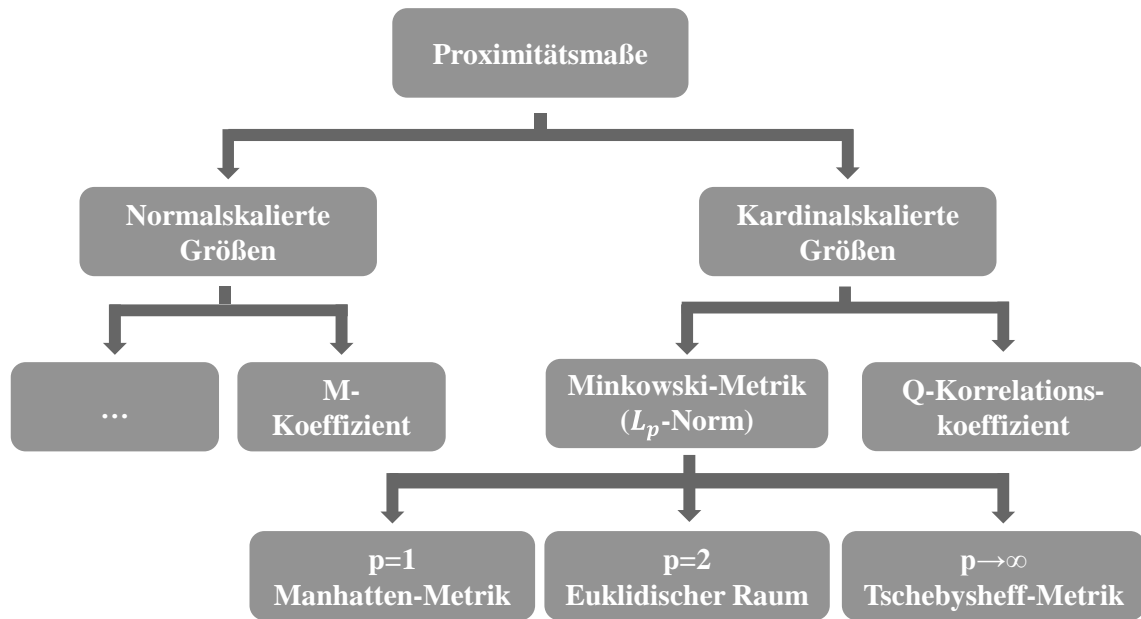 Proximitätsmaße
Normalskalierte
Größen
Kardinalskalierte
Größen
…
M-
Koeffizient
Minkowski-Metrik
(L_p-Norm)
Q-Korrelations-
koeffizient
p=1
Manhatten-Metrik
p=2
Euklidischer Raum
p→∞
Tschebysheff-Metrik